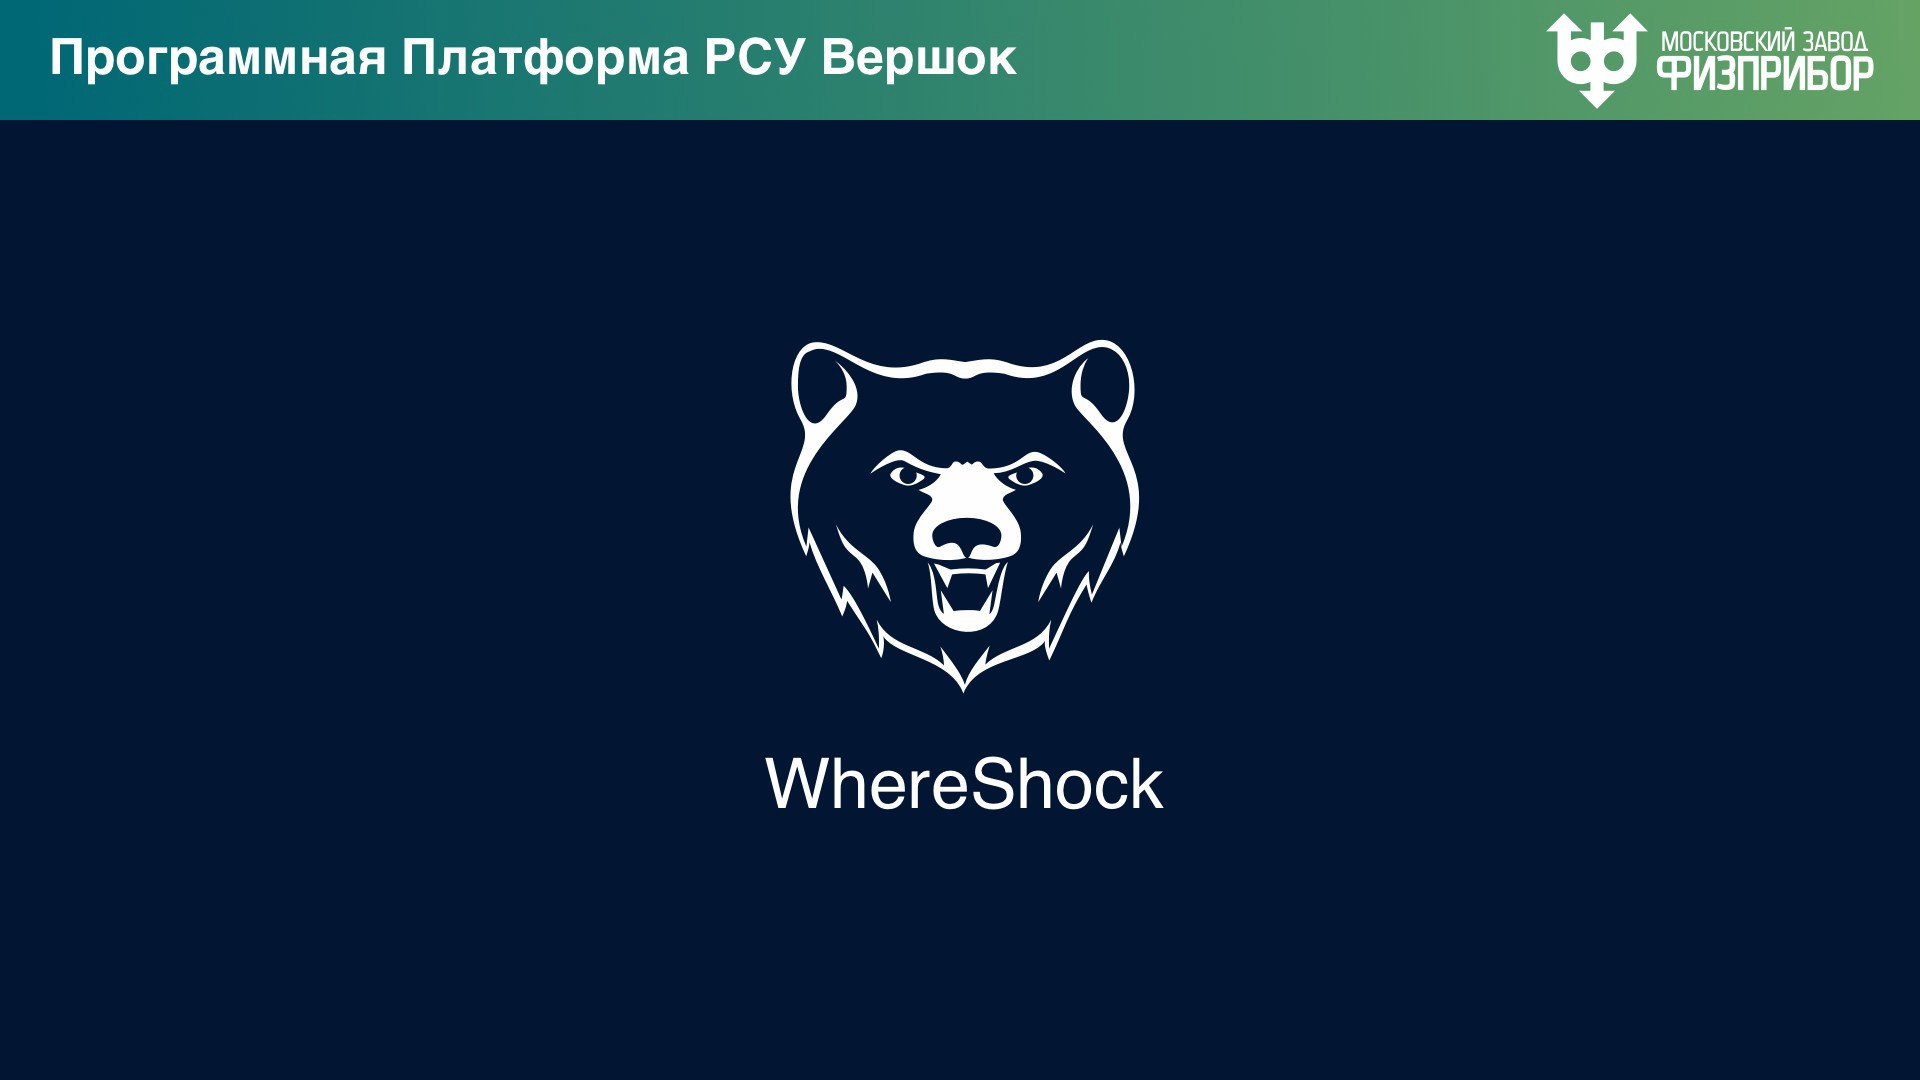 Программная Платформа РСУ Вершок
МОСКОВСКИЙ ЗАВОД
ФИЗПРИБОР
WhereShock